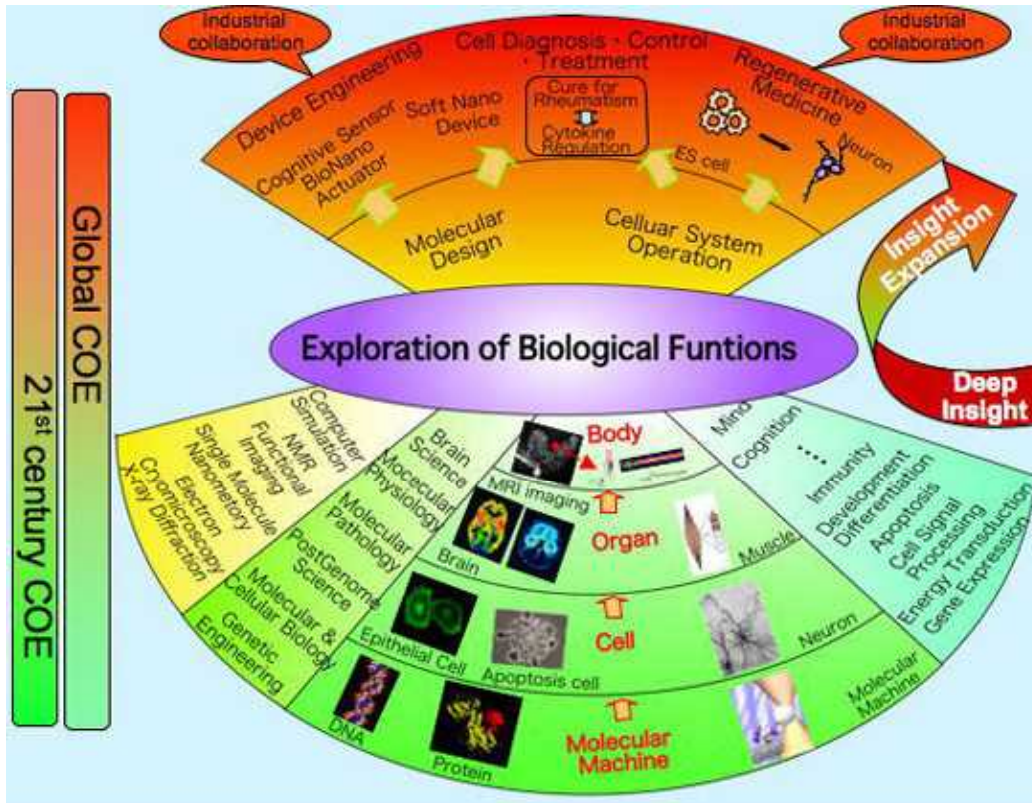 Industrial
collaboration
Industrial
collaboration
Device Engineering
Cognitive Sensor
BioNano
Actuator
Soft Nano
Device
Cell Diagnosis · Control
· Treatment
Cure for
Rheumatism
Cytokine
Regulation
Regenerative
Medicine
ES cell
Neuron
Molecular
Design
Celluar System
Operation
Insight
Expansion
Deep
Insight
Global COE
21st century COE
Exploration of Biological Funtions
Computer
Simulation
NMR
Functional
Imaging
Single Molecule
Nanometory
Electron
Cryomicroscopy
X-ray Diffraction
Brain
Science
Mocecular
Physiology
Molecular
Pathology
PostGenome
Science
Molecular &
Cellular Biology
Genetic
Engineering
Body
MRI imaging
Organ
Brain
Muscle
Cell
Epithelial Cell
Apoptosis cell
Neuron
Molecular
Machine
DNA
Protein
Molecular
Machine
Mind
Cognition
Immunity
Development
Differentiation
Apoptosis
Cell Signal
Processing
Energy Transduction
Gene Expression